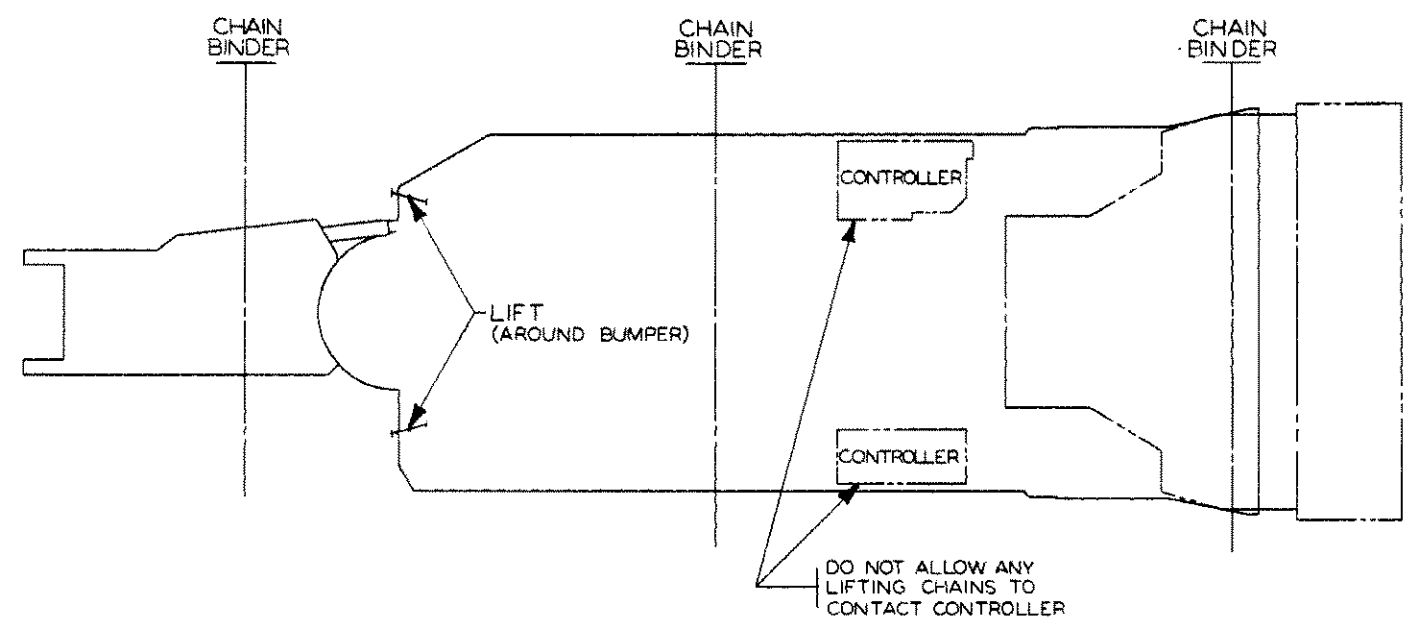 CHAIN
BINDER
CHAIN
BINDER
CHAIN
BINDER
CONTROLLER
LIFT
(AROUND BUMPER)
CONTROLLER
DO NOT ALLOW ANY
LIFTING CHAINS TO
CONTACT CONTROLLER